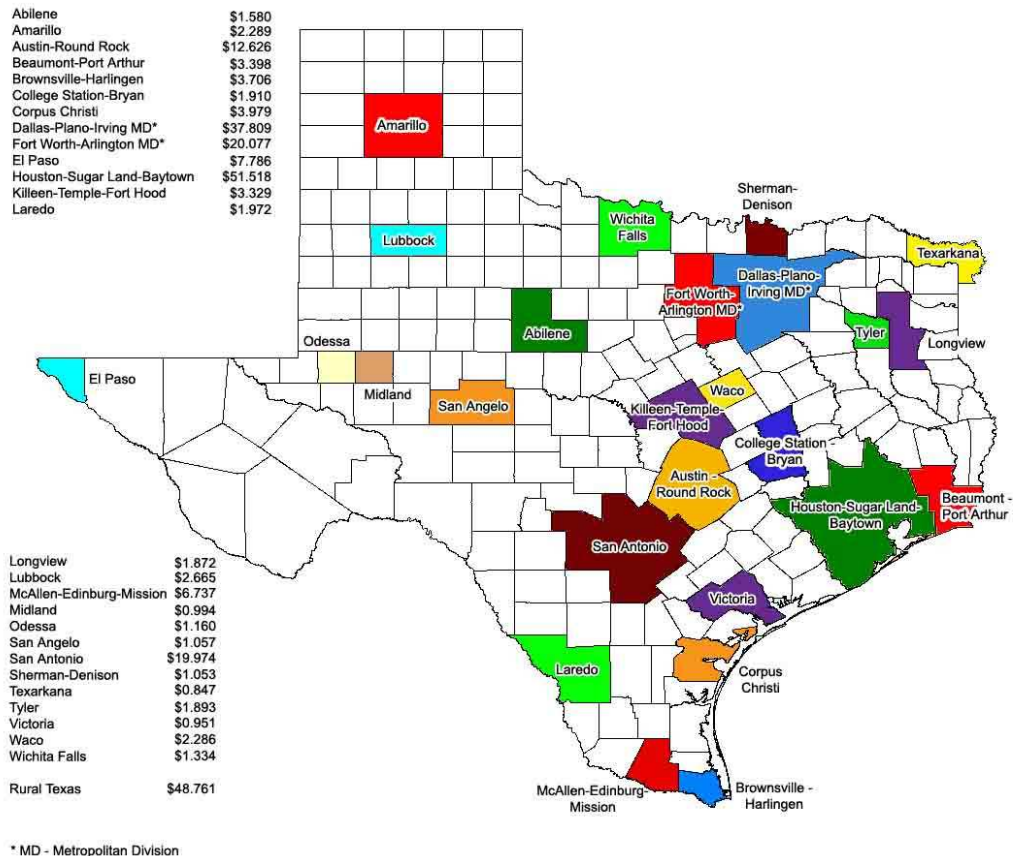 Abilene $1.580
Amarillo $2.289
Austin-Round Rock $12.626
Beaumont-Port Arthur $3.398
Brownsville-Harlingen $3.706
College Station-Bryan $1.910
Corpus Christi $3.979
Dallas-Plano-Irving MD* $37.809
Fort Worth-Arlington MD* $20.077
El Paso $7.786
Houston-Sugar Land-Baytown $51.518
Killeen-Temple-Fort Hood $3.329
Laredo $1.972
Amarillo
Sherman-
Denison
Wichita
Falls
Lubbock
Texarkana
Dallas-Plano-
Irving MD*
Fort Worth-
Arlington MD*
Abilene
Tyler
Longview
Odessa
El Paso
Midland
San Angelo
Waco
Killeen-Temple-
Fort Hood
College Station -
Bryan
Austin -
Round Rock
Houston-Sugar Land-
Baytown
Beaumont -
Port Arthur
San Antonio
Victoria
Laredo
Corpus
Christi
McAllen-Edinburg-
Mission
Brownsville -
Harlingen
Longview $1.872
Lubbock $2.665
McAllen-Edinburg-Mission $6.737
Midland $0.994
Odessa $1.160
San Angelo $1.057
San Antonio $19.974
Sherman-Denison $1.053
Texarkana $0.847
Tyler $1.893
Victoria $0.951
Waco $2.286
Wichita Falls $1.334
Rural Texas $48.761
* MD - Metropolitan Division